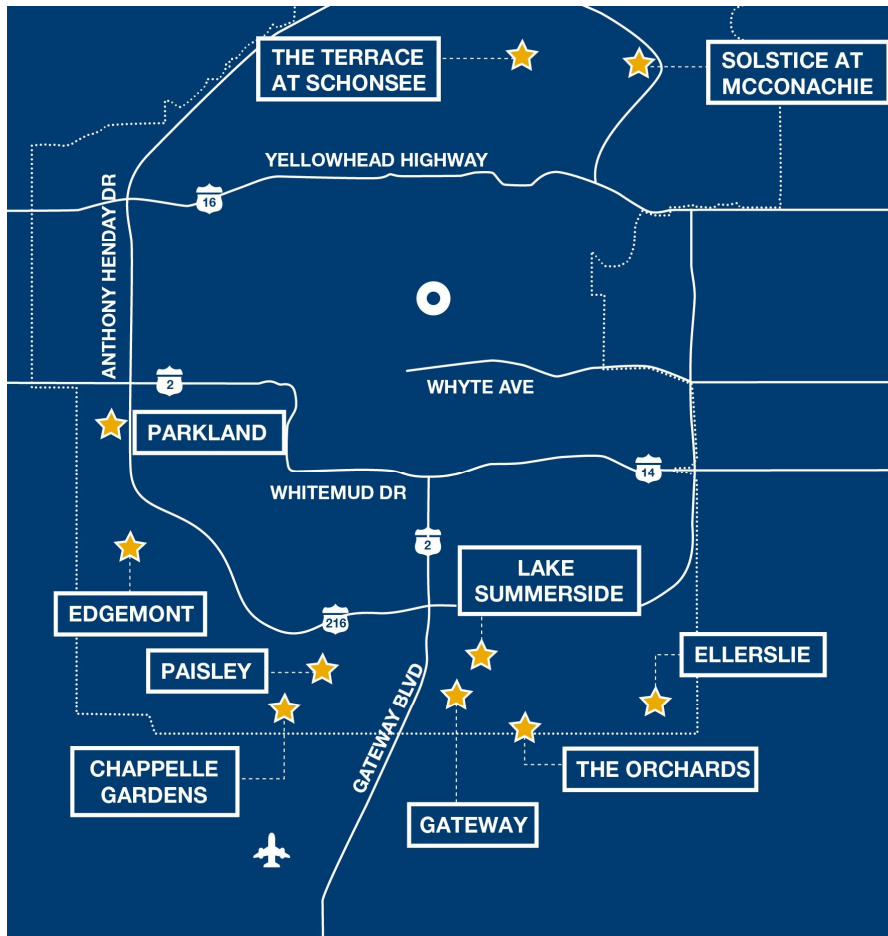 THE TERRACE
AT SCHONSEE
SOLSTICE AT
MCCONACHIE
YELLOWHEAD HIGHWAY
16
ANTHONY HENDAY DR
2
WHYTE AVE
PARKLAND
14
WHITEMUD DR
2
LAKE
SUMMERSIDE
EDGEMONT
216
ELLERSLIE
PAISLEY
GATEWAY BLVD
CHAPPELLE
GARDENS
THE ORCHARDS
GATEWAY